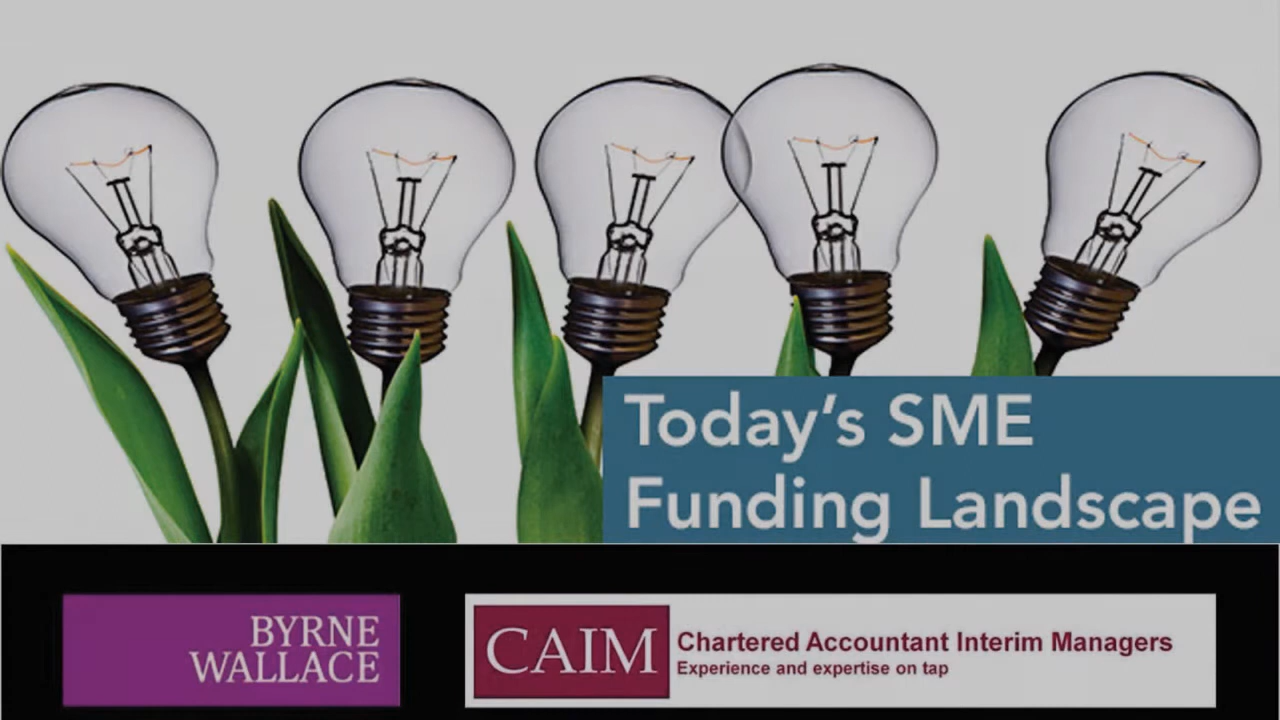 Today's SME
Funding Landscape
BYRNE
WALLACE
CAIM
Chartered Accountant Interim Managers
Experience and expertise on tap